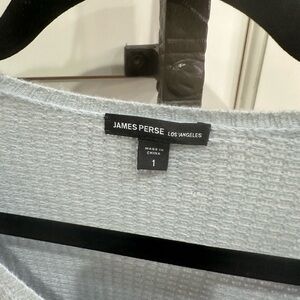 JAMES PERSE LOS ANGELES
MADE IN
CHINA
1